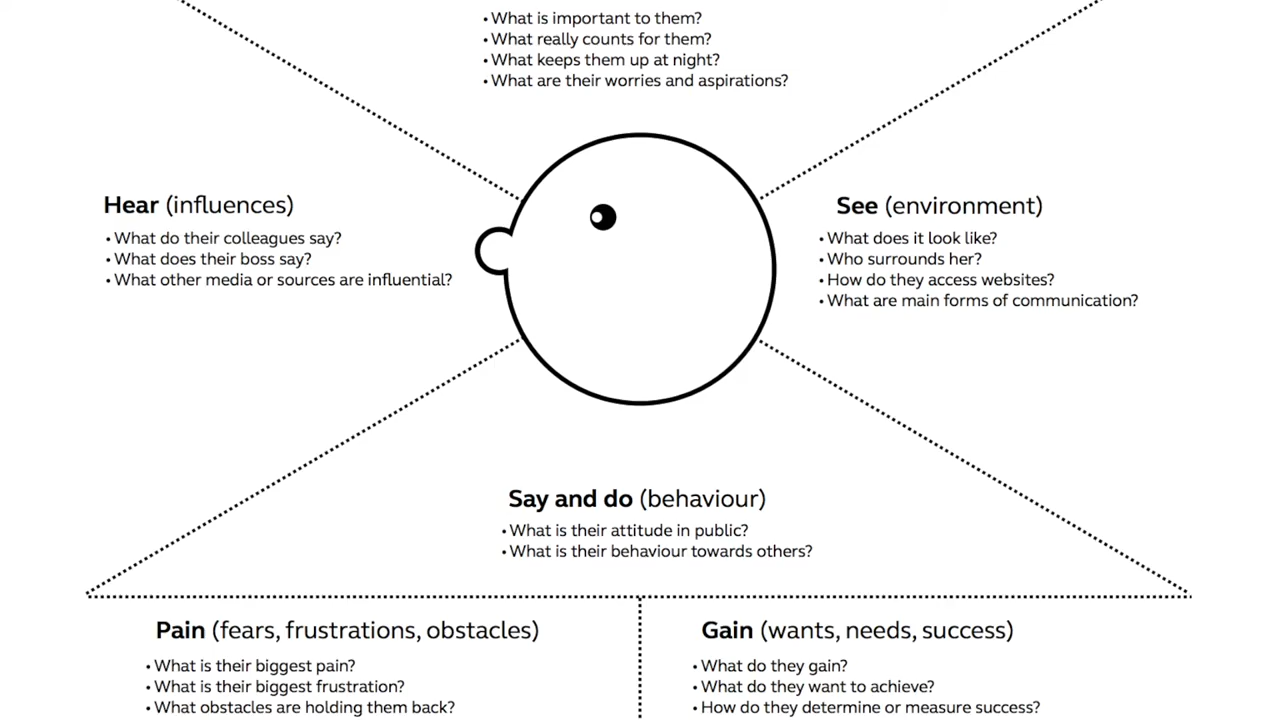 • What is important to them?
• What really counts for them?
• What keeps them up at night?
• What are their worries and aspirations?
Hear (influences)
• What do their colleagues say?
• What does their boss say?
• What other media or sources are influential?
See (environment)
• What does it look like?
• Who surrounds her?
• How do they access websites?
• What are main forms of communication?
Say and do (behaviour)
• What is their attitude in public?
• What is their behaviour towards others?
Pain (fears, frustrations, obstacles)
• What is their biggest pain?
• What is their biggest frustration?
• What obstacles are holding them back?
Gain (wants, needs, success)
• What do they gain?
• What do they want to achieve?
• How do they determine or measure success?